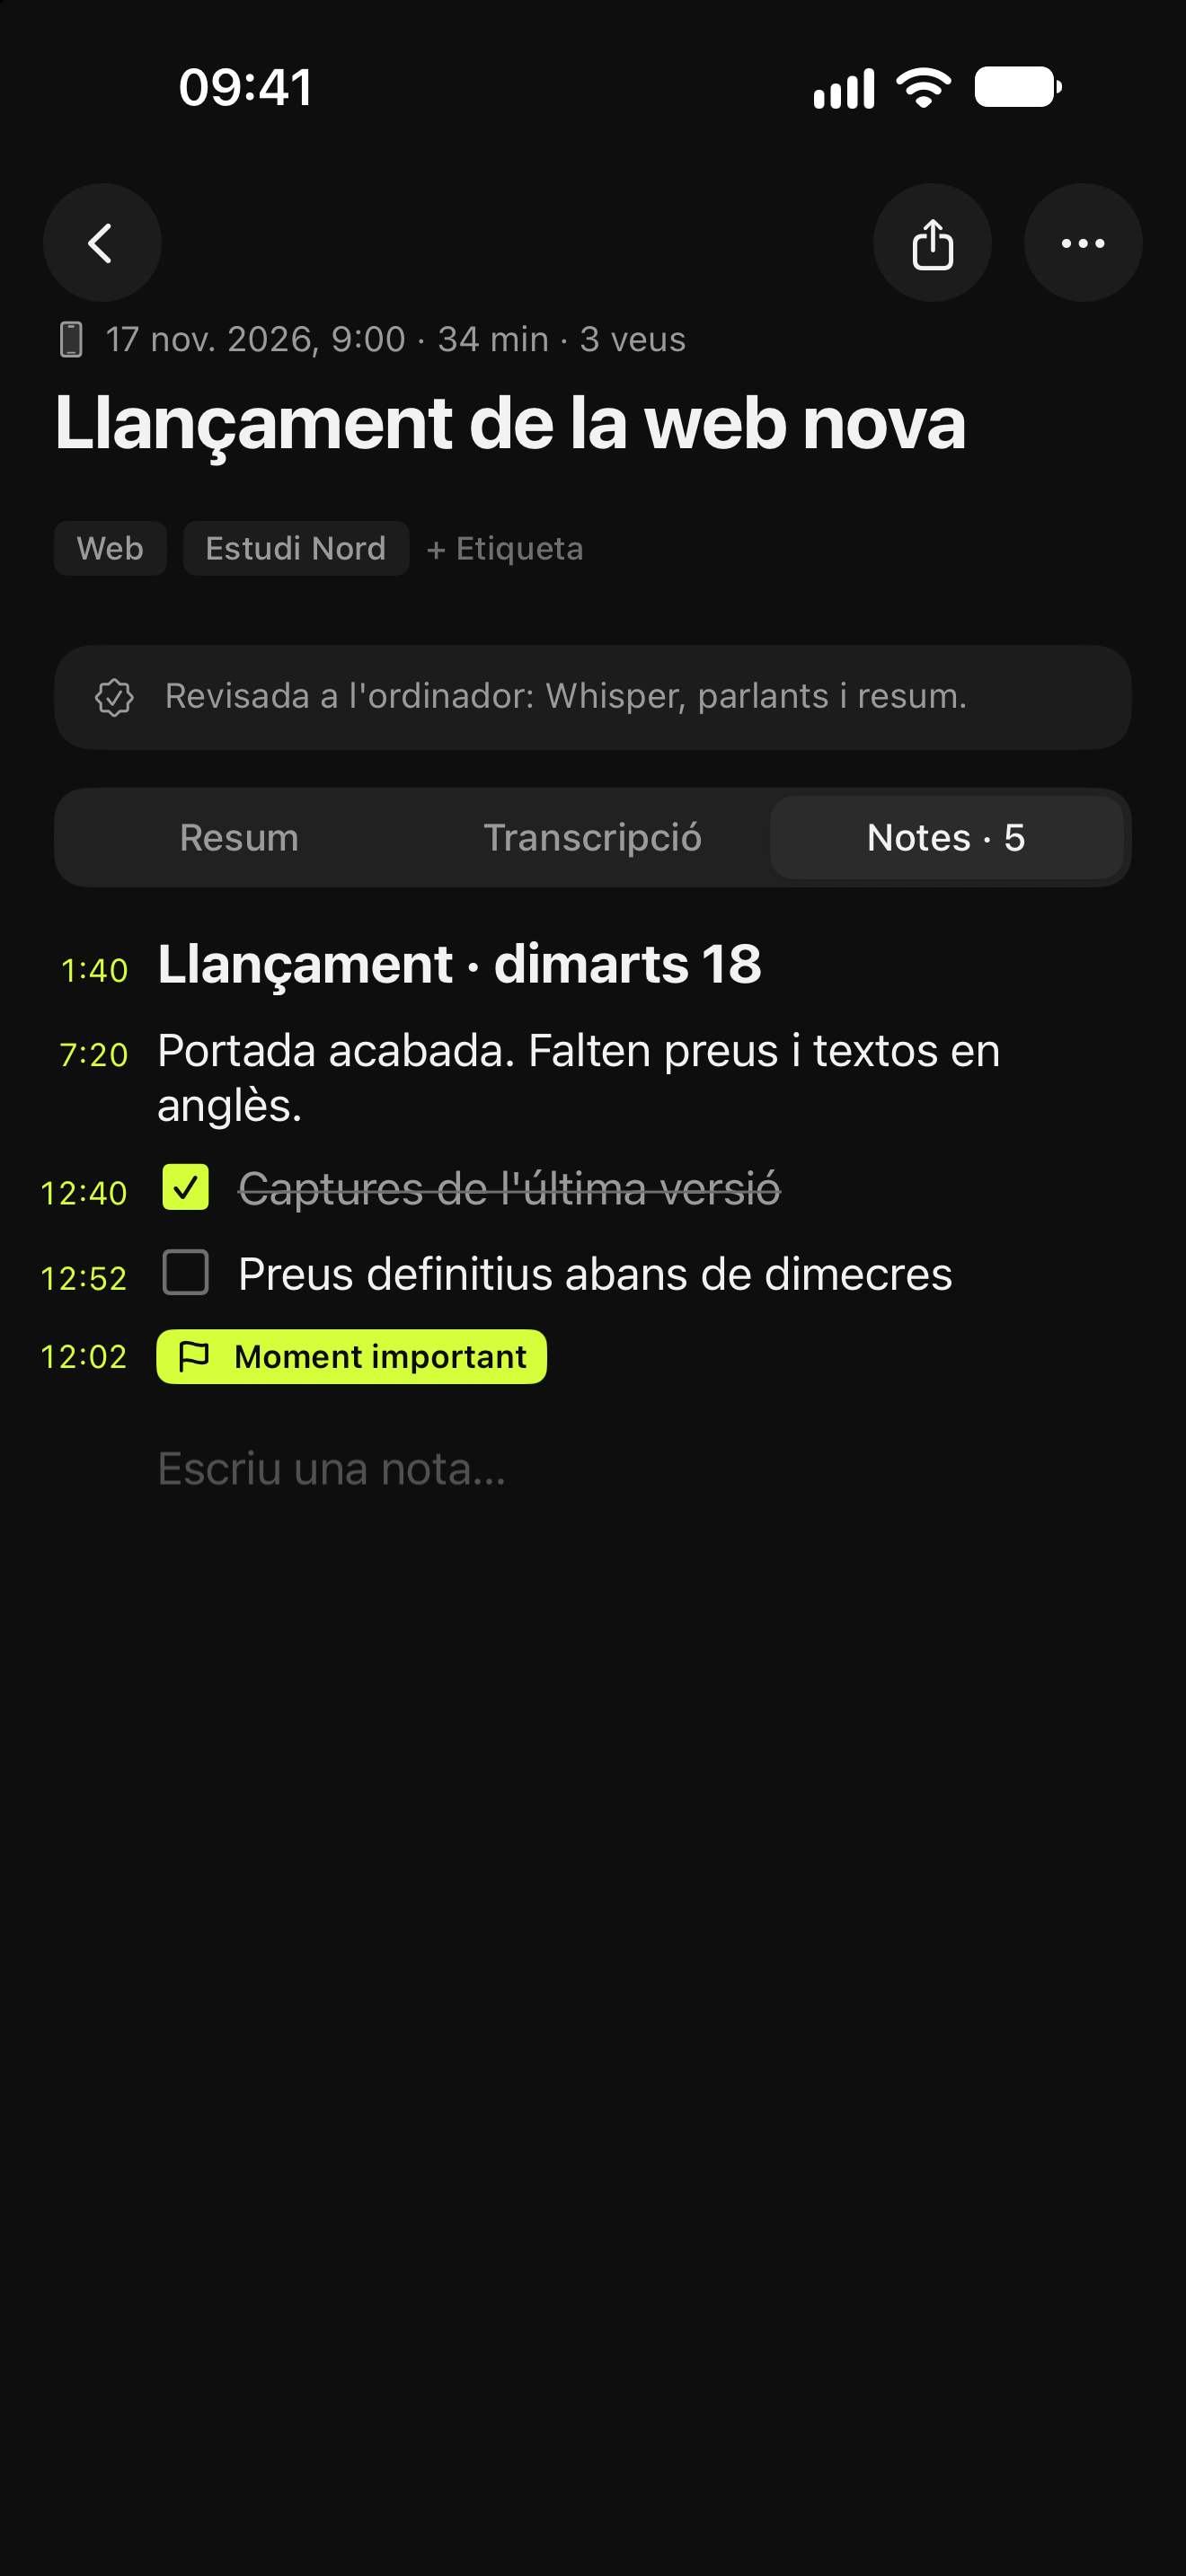 09:41
17 nov. 2026, 9:00 · 34 min · 3 veus
Llançament de la web nova
Web
Estudi Nord
+ Etiqueta
Revisada a l'ordinador: Whisper, parlants i resum.
Resum
Transcripció
Notes · 5
1:40 Llançament · dimarts 18
7:20 Portada acabada. Falten preus i textos en
anglès.
12:40 Captures de l'última versió
12:52 Preus definitius abans de dimecres
12:02 Moment important
Escriu una nota...